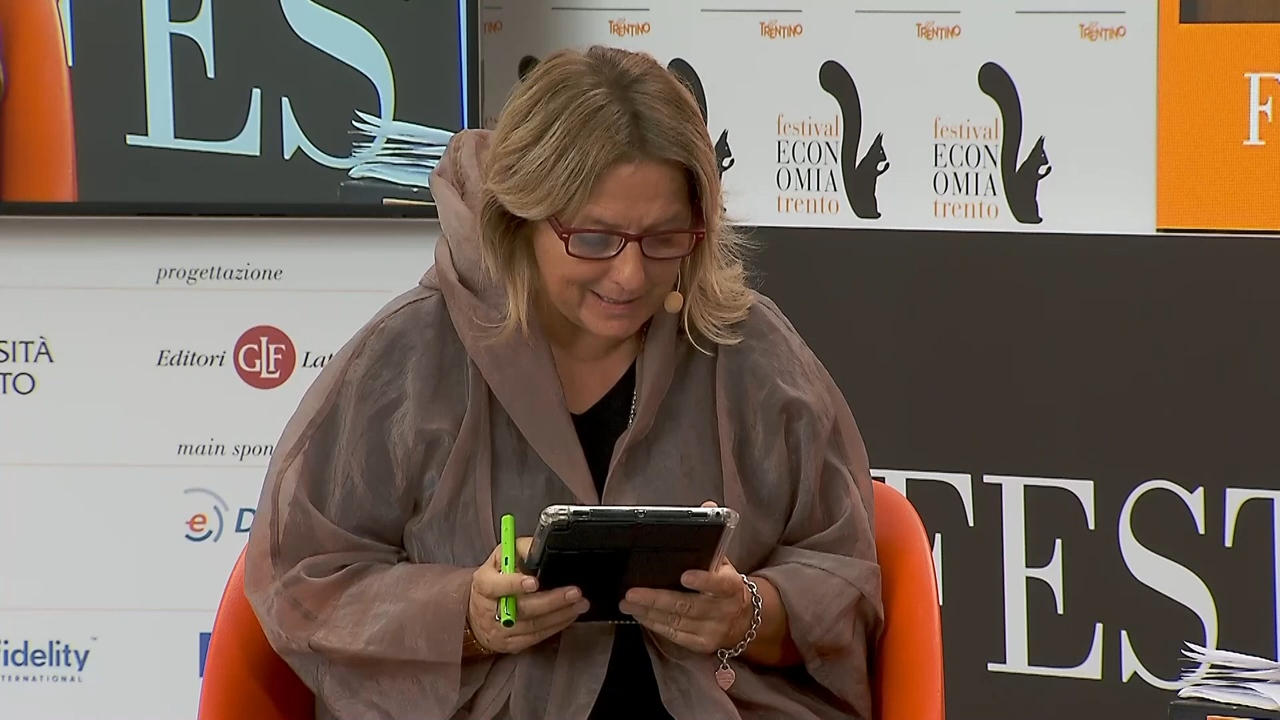 ES
TRENTINO
TRENTINO
TRENTINO
TRENTINO
festival
ECON
OMIA
trento
festival
ECON
OMIA
trento
F
progettazione
SITÀ
TO
Editori GLF Lat
main spon
e D
fidelity
INTERNATIONAL
FEST